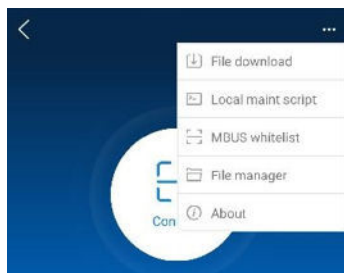 File download
Local maint script
MBUS whitelist
File manager
Con
About